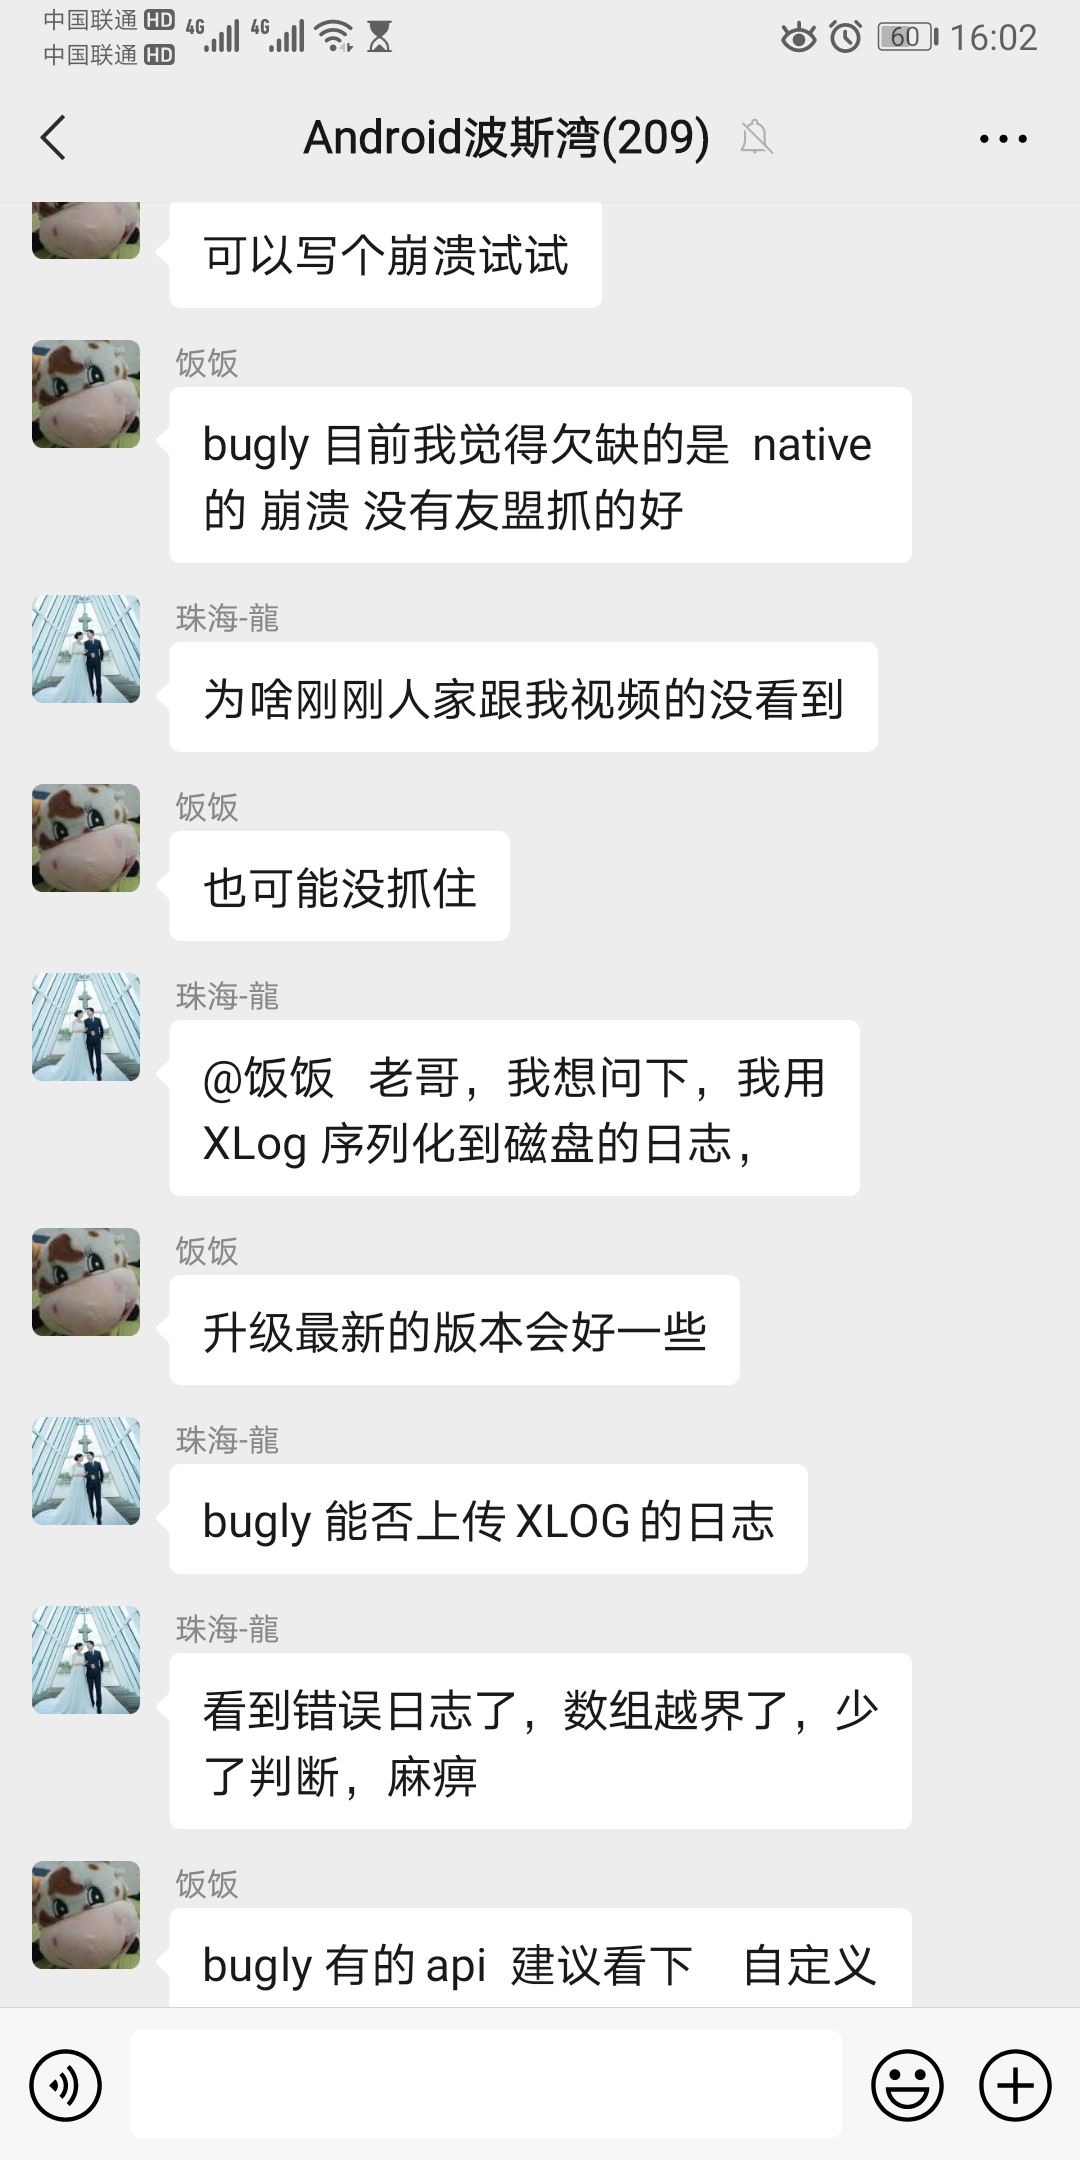 中国联通 HD 4G 4G 60 16:02
中国联通 HD
Android波斯湾(209)
可以写个崩溃试试
饭饭
bugly 目前我觉得欠缺的是 native
的 崩溃 没有友盟抓的好
珠海-龍
为啥刚刚人家跟我视频的没看到
饭饭
也可能没抓住
珠海-龍
@饭饭 老哥，我想问下，我用
XLog 序列化到磁盘的日志，
饭饭
升级最新的版本会好一些
珠海-龍
bugly 能否上传 XLOG 的日志
珠海-龍
看到错误日志了，数组越界了，少
了判断，麻痹
饭饭
bugly 有的 api 建议看下 自定义